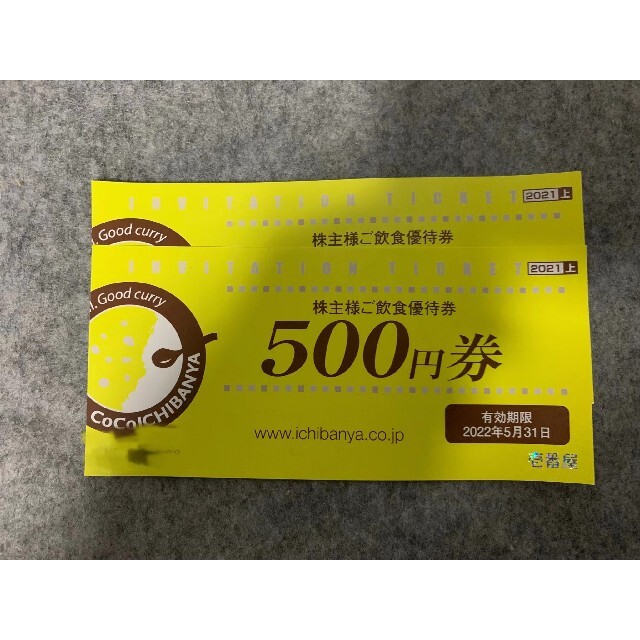 INVITATION TICKET 2021上
. Good curry
株主様ご飲食優待券
INVITATION TICKET 2021上
l. Good curry
株主様ご飲食優待券
500円券
CoCoICHIBANYA
www.ichibanya.co.jp
有効期限
2022年5月31日
壱番屋